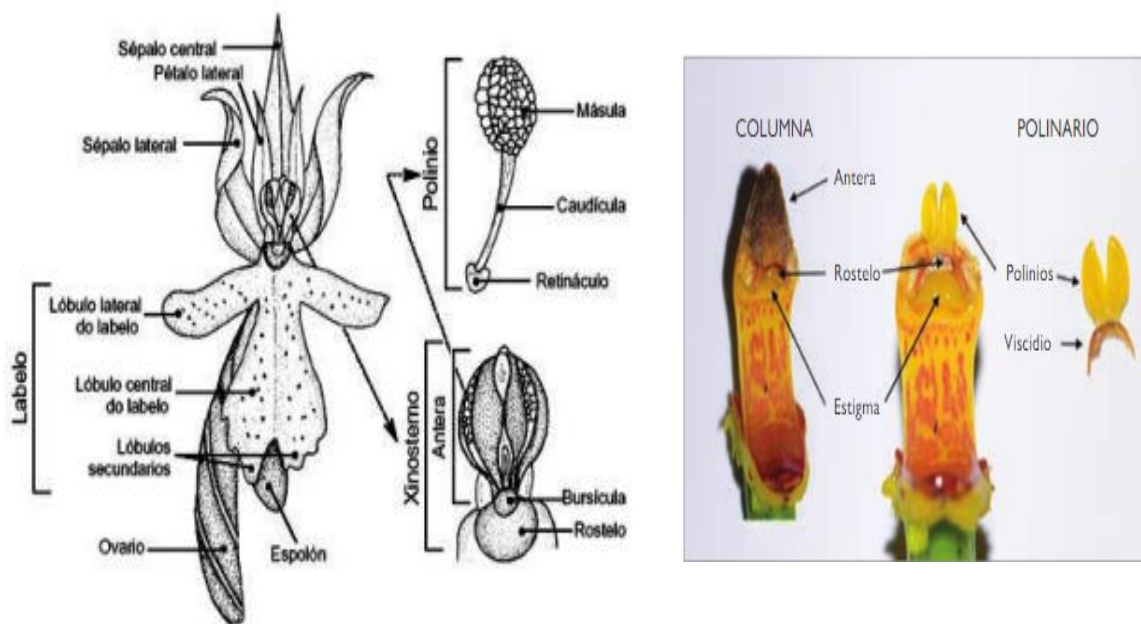 Sépalo central
Pétalo lateral
Sépalo lateral
Labelo
Lóbulo lateral
do labelo
Lóbulo central
do labelo
Lóbulos
secundarios
Ovario
Espolón
Polinio
Másula
Caudícula
Retináculo
Xinostemo
Antera
Bursícula
Rostelo
COLUMNA
POLINARIO
Antera
Rostelo
Polinios
Viscidio
Estigma